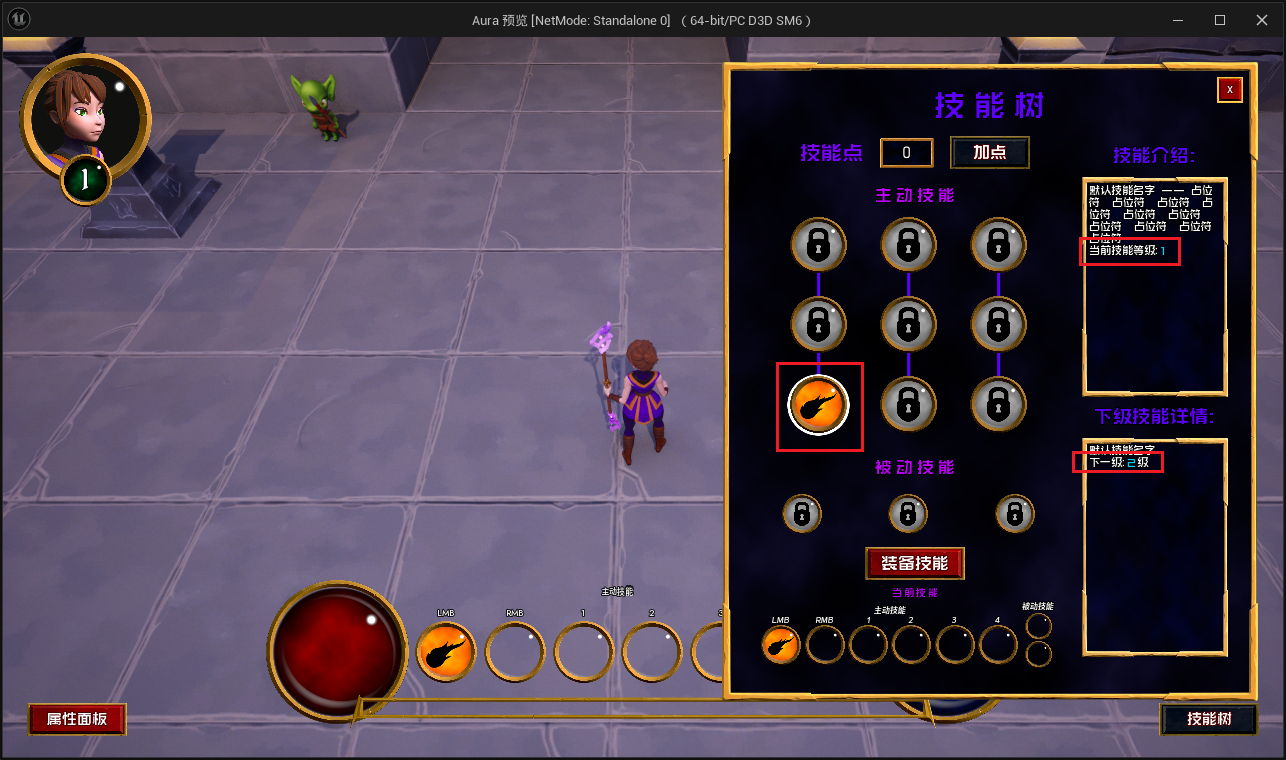 Aura 预览 [NetMode: Standalone 0] （64-bit/PC D3D SM6）
X
技能树
技能点 0 加点
技能介绍:
主动技能
默认技能名字 —— 占位
符 占位符 占位符 占
位符 占位符 占位符
占位符 占位符 占位符
占位符
当前技能等级: 1
下级技能详情:
默认技能名字
下一级: 2级
被动技能
装备技能
当前技能
主动技能
被动技能
LMB RMB 1 2 3 4
1
主动技能
LMB RMB 1 2 3
属性面板
技能树